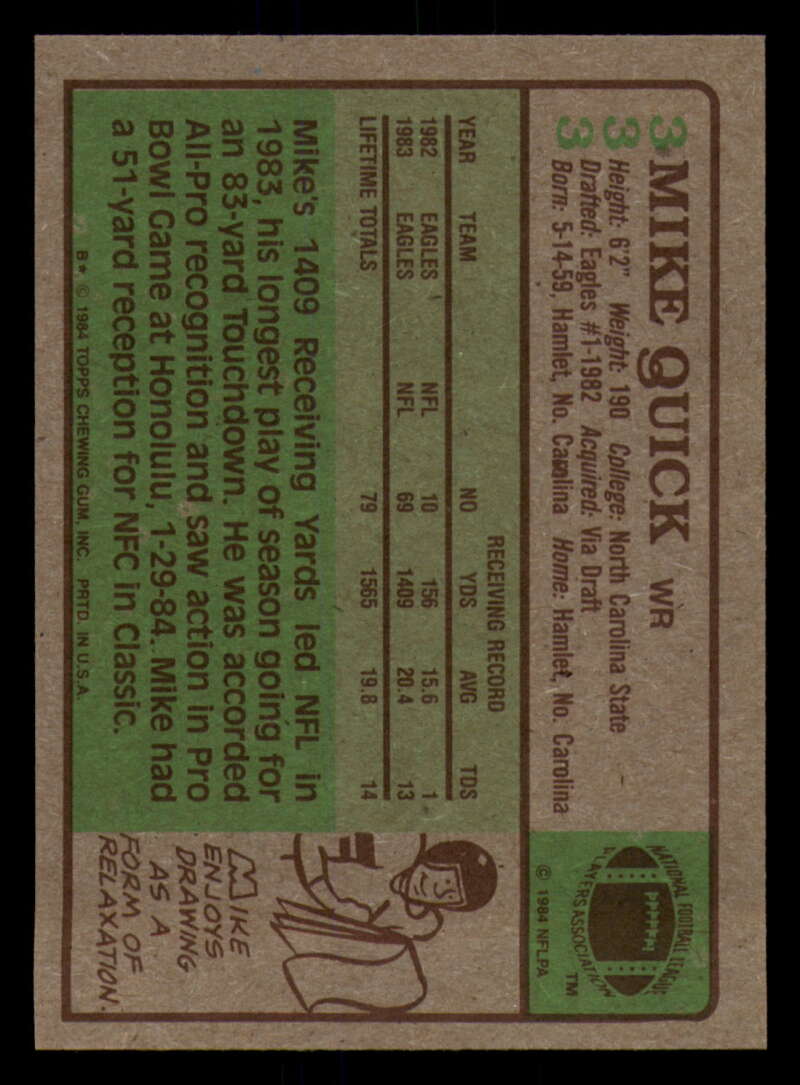 333
MIKE QUICK WR
Height: 6'2" Weight: 190 College: North Carolina State
Drafted: Eagles #1-1982 Acquired: Via Draft
Born: 5-14-59, Hamlet, No. Carolina Home: Hamlet, No. Carolina
NATIONAL FOOTBALL LEAGUE
PLAYERS ASSOCIATION
NFLPA
TM
© 1984 NFLPA
RECEIVING RECORD
YEAR TEAM NO YDS AVG TDS
1982 EAGLES NFL 10 156 15.6 1
1983 EAGLES NFL 69 1409 20.4 13
LIFETIME TOTALS 79 1565 19.8 14
Mike's 1409 Receiving Yards led NFL in
1983, his longest play of season going for
an 83-yard Touchdown. He was accorded
All-Pro recognition and saw action in Pro
Bowl Game at Honolulu, 1-29-84. Mike had
a 51-yard reception for NFC in Classic.
B* © 1984 TOPPS CHEWING GUM, INC. PRTD. IN U.S.A.
MIKE
ENJOYS
DRAWING
AS A
FORM OF
RELAXATION.